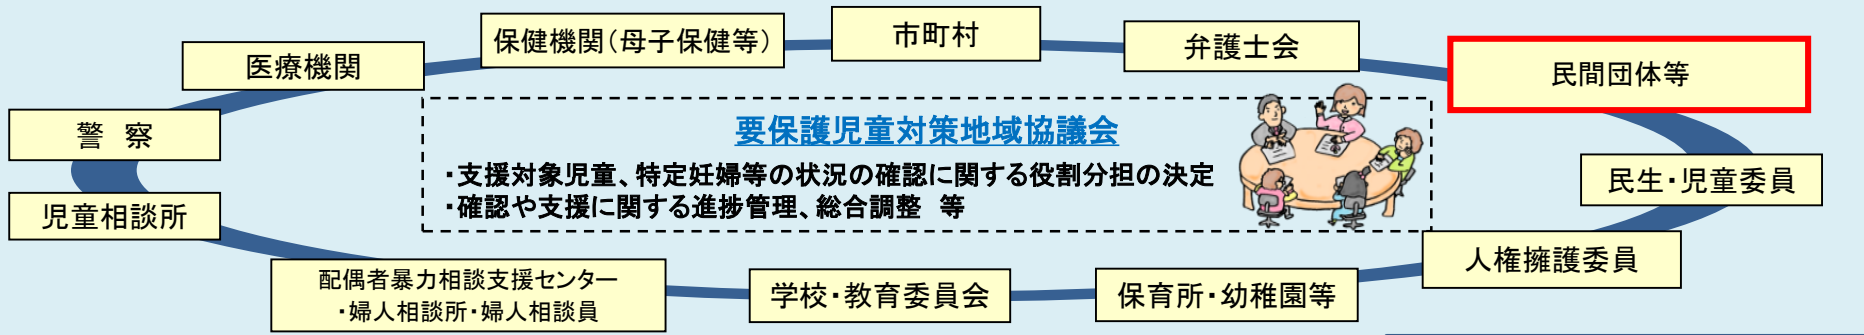 保健機関（母子保健等）
市町村
弁護士会
医療機関
民間団体等
警　察
要保護児童対策地域協議会
・支援対象児童、特定妊婦等の状況の確認に関する役割分担の決定
・確認や支援に関する進捗管理、総合調整　等
民生・児童委員
児童相談所
人権擁護委員
配偶者暴力相談支援センター
・婦人相談所・婦人相談員
学校・教育委員会
保育所・幼稚園等